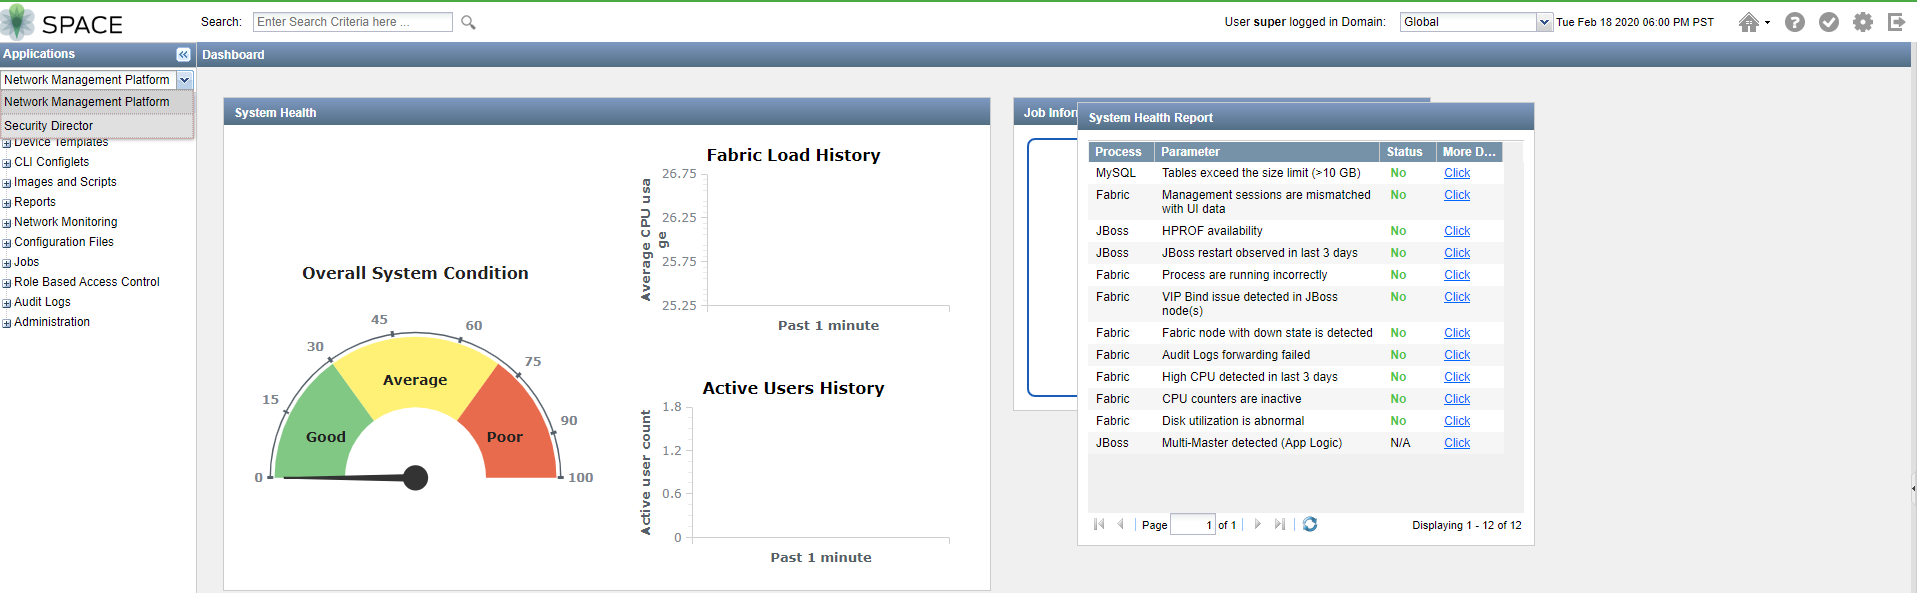 SPACE
Search:
Enter Search Criteria here ...
User super logged in Domain:
Global
Tue Feb 18 2020 06:00 PM PST
Applications
Dashboard
Network Management Platform
Network Management Platform
Security Director
Device Templates
CLI Configlets
Images and Scripts
Reports
Network Monitoring
Configuration Files
Jobs
Role Based Access Control
Audit Logs
Administration
System Health
Overall System Condition
0
15
30
45
60
75
90
100
Good
Average
Poor
Fabric Load History
26.75
26.25
25.75
25.25
Average CPU usa
ge
Past 1 minute
Active Users History
1.8
1.2
0.6
0
Active user count
Past 1 minute
Job Infor
System Health Report
Process Parameter Status More D...
MySQL Tables exceed the size limit (>10 GB) No Click
Fabric Management sessions are mismatched No Click
with UI data
JBoss HPROF availability No Click
JBoss JBoss restart observed in last 3 days No Click
Fabric Process are running incorrectly No Click
Fabric VIP Bind issue detected in JBoss No Click
node(s)
Fabric Fabric node with down state is detected No Click
Fabric Audit Logs forwarding failed No Click
Fabric High CPU detected in last 3 days No Click
Fabric CPU counters are inactive No Click
Fabric Disk utilization is abnormal No Click
JBoss Multi-Master detected (App Logic) N/A Click
Page 1 of 1
Displaying 1 - 12 of 12